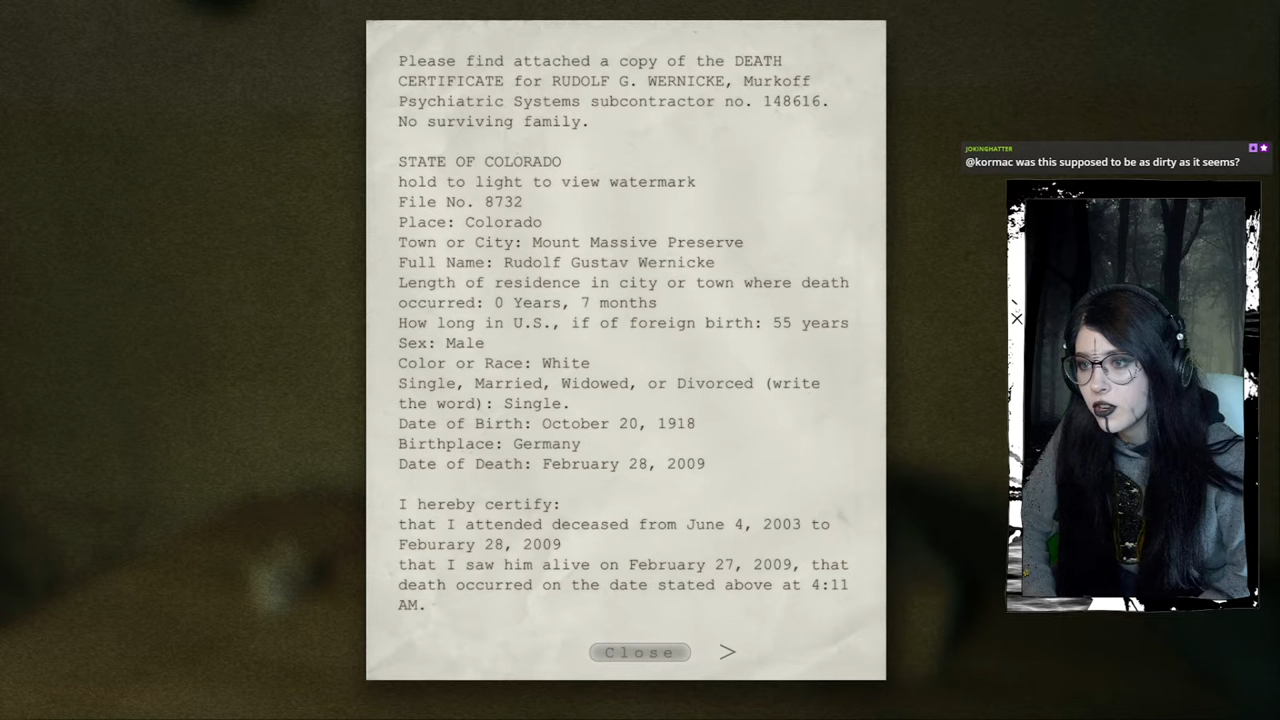 Please find attached a copy of the DEATH
CERTIFICATE for RUDOLF G. WERNICKE, Murkoff
Psychiatric Systems subcontractor no. 148616.
No surviving family.
STATE OF COLORADO
hold to light to view watermark
File No. 8732
Place: Colorado
Town or City: Mount Massive Preserve
Full Name: Rudolf Gustav Wernicke
Length of residence in city or town where death
occurred: 0 Years, 7 months
How long in U.S., if of foreign birth: 55 years
Sex: Male
Color or Race: White
Single, Married, Widowed, or Divorced (write
the word): Single.
Date of Birth: October 20, 1918
Birthplace: Germany
Date of Death: February 28, 2009
I hereby certify:
that I attended deceased from June 4, 2003 to
Feburary 28, 2009
that I saw him alive on February 27, 2009, that
death occurred on the date stated above at 4:11
AM.
Close >
JOKINGHATTER
@kormac was this supposed to be as dirty as it seems?